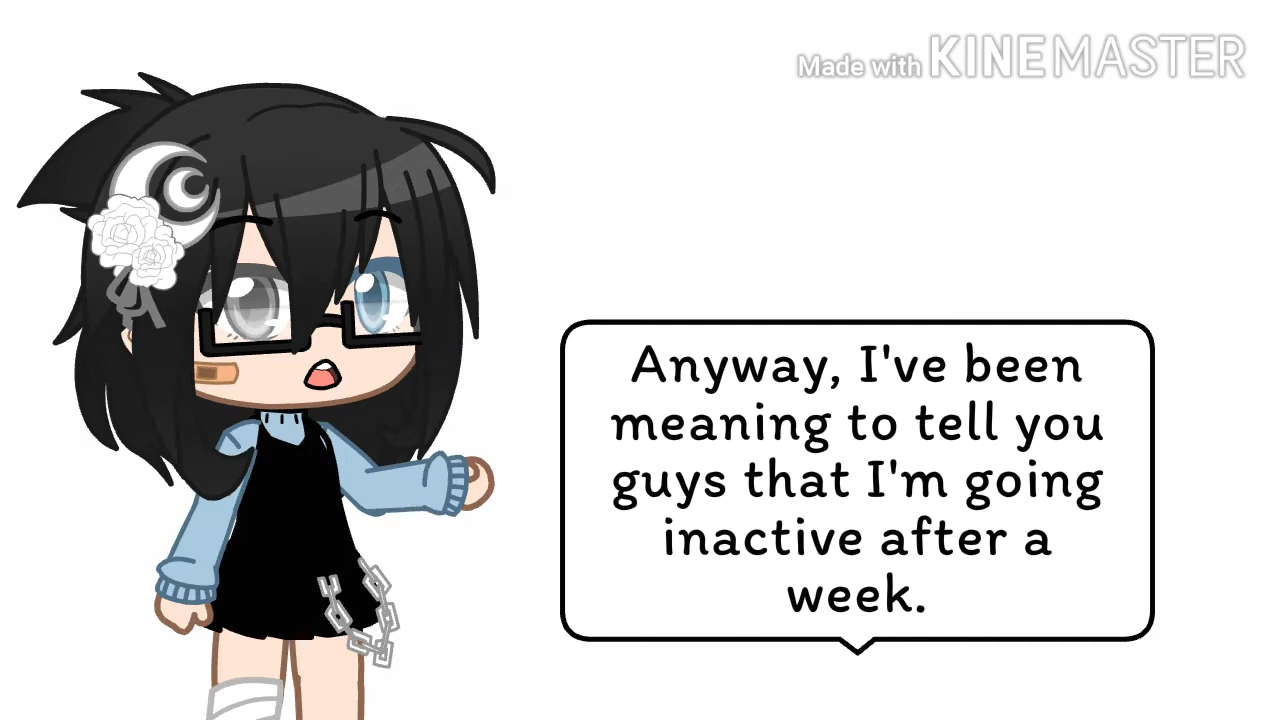 Made with KINEMASTER
Anyway, I've been
meaning to tell you
guys that I'm going
inactive after a
week.